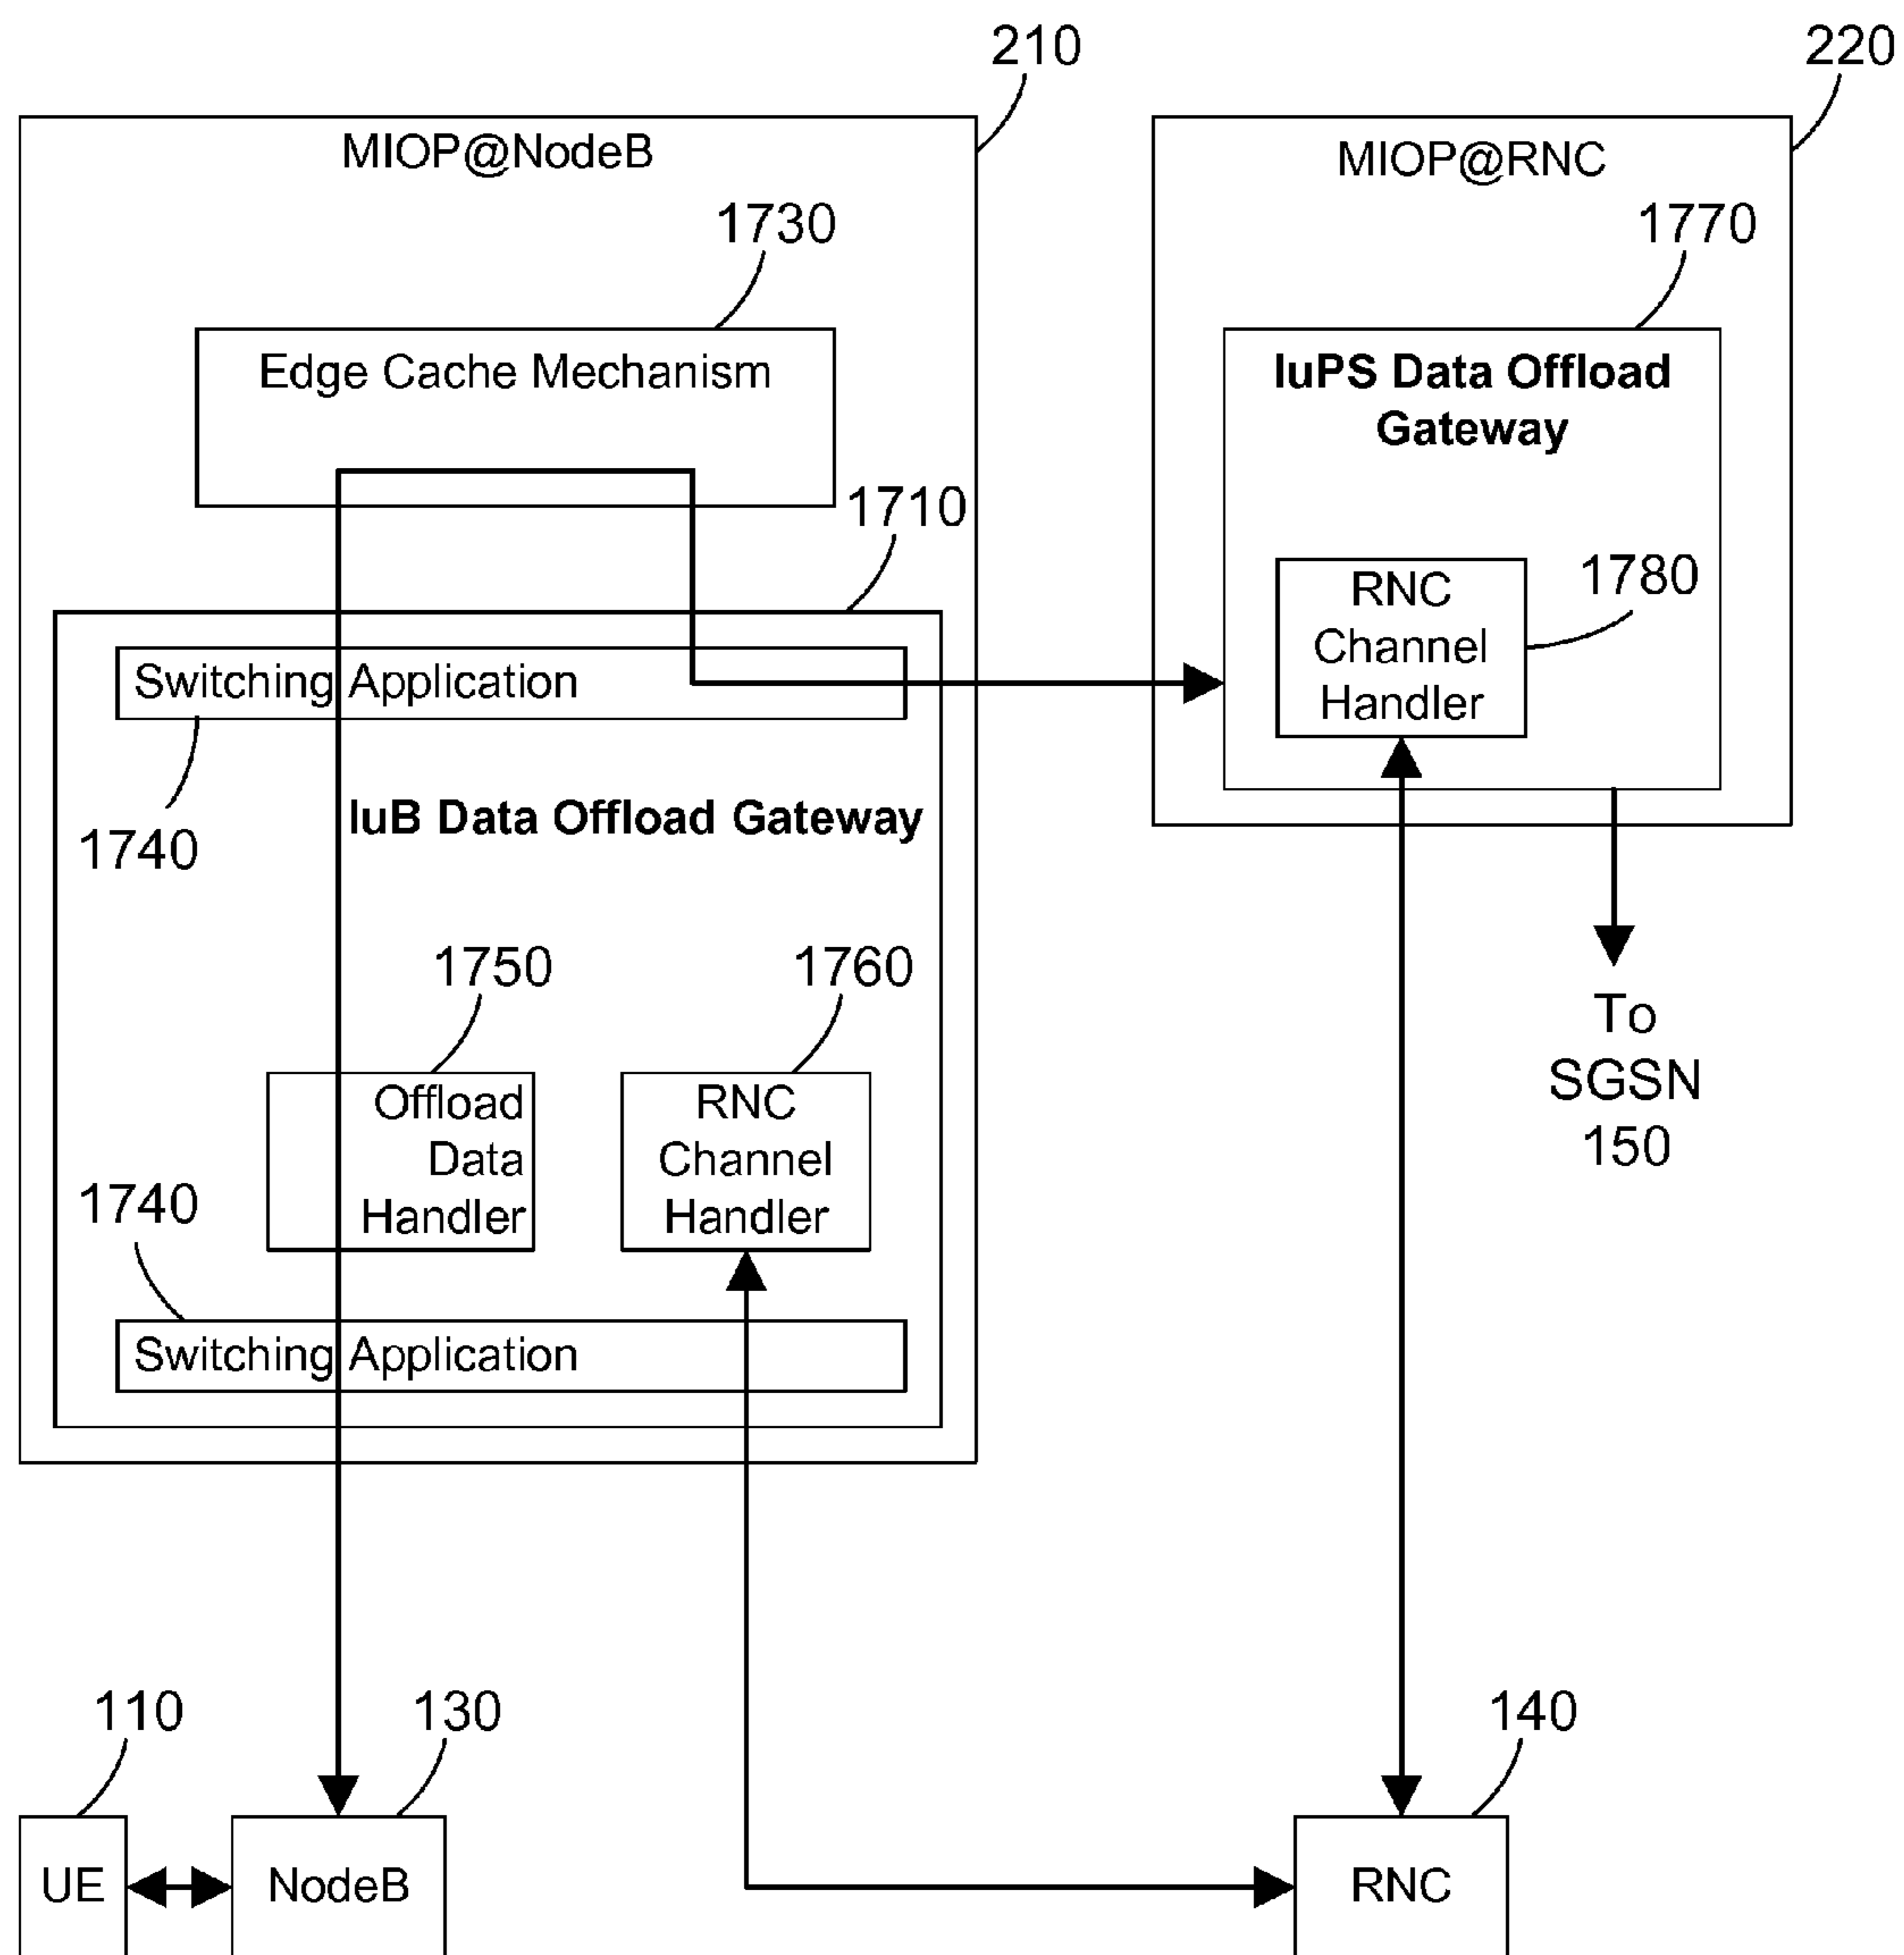 210
220
MIOP@NodeB
MIOP@RNC
1730
1770
Edge Cache Mechanism
IuPS Data Offload
Gateway
1710
RNC
Channel
Handler
1780
Switching Application
1740
IuB Data Offload Gateway
1750
1760
Offload
Data
Handler
RNC
Channel
Handler
To
SGSN
150
1740
Switching Application
110
130
140
UE
NodeB
RNC